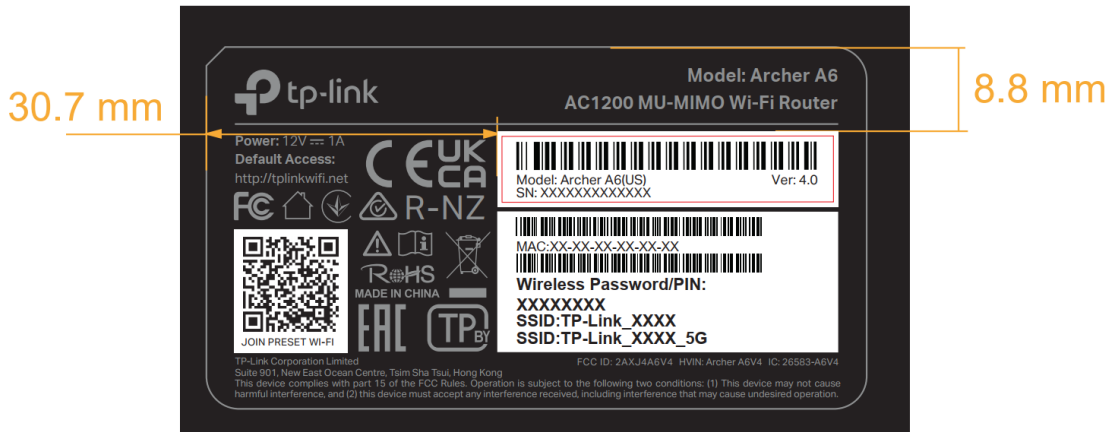 30.7 mm
8.8 mm
tp-link
Model: Archer A6
AC1200 MU-MIMO Wi-Fi Router
Power: 12V ⎓ 1A
Default Access:
http://tplinkwifi.net
CE
UK
CA
FC
R-NZ
RoHS
MADE IN CHINA
EAC
TP BY
JOIN PRESET WI-FI
Model: Archer A6(US) Ver: 4.0
SN: XXXXXXXXXXXXX
MAC:XX-XX-XX-XX-XX-XX
Wireless Password/PIN:
XXXXXXXX
SSID:TP-Link_XXXX
SSID:TP-Link_XXXX_5G
TP-Link Corporation Limited
FCC ID: 2AXJ4A6V4 HVIN: Archer A6V4 IC: 26583-A6V4
Suite 901, New East Ocean Centre, Tsim Sha Tsui, Hong Kong
This device complies with part 15 of the FCC Rules. Operation is subject to the following two conditions: (1) This device may not cause
harmful interference, and (2) this device must accept any interference received, including interference that may cause undesired operation.